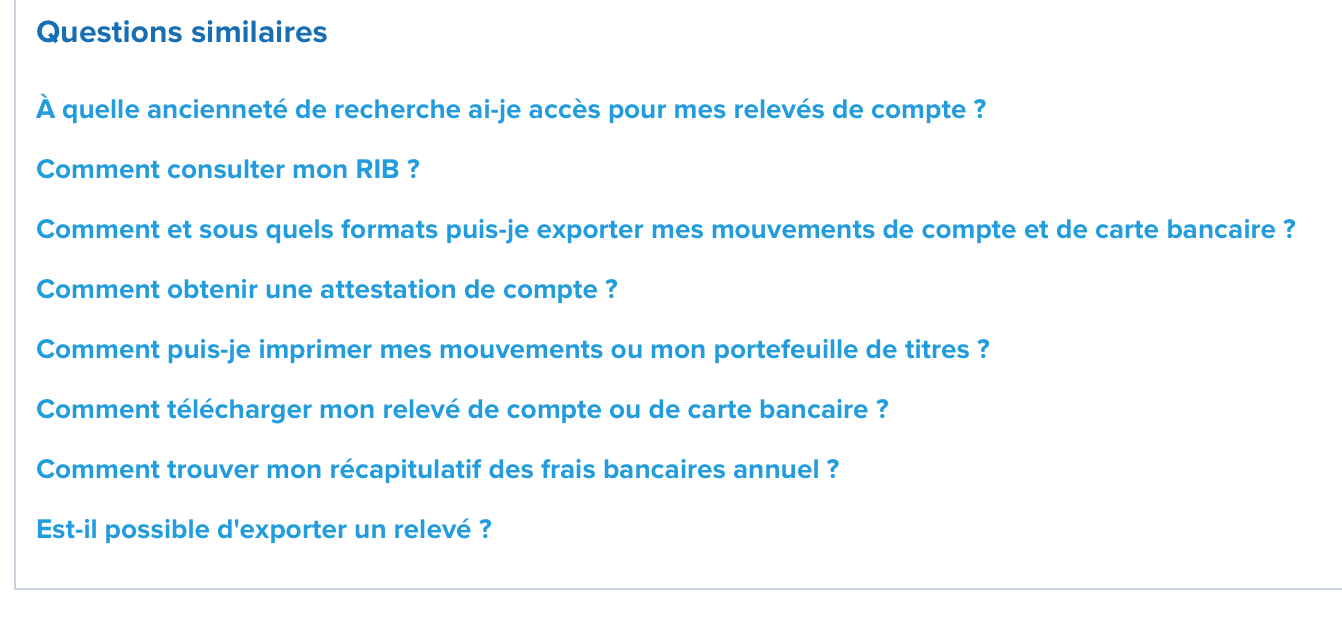 Questions similaires
À quelle ancienneté de recherche ai-je accès pour mes relevés de compte ?
Comment consulter mon RIB ?
Comment et sous quels formats puis-je exporter mes mouvements de compte et de carte bancaire ?
Comment obtenir une attestation de compte ?
Comment puis-je imprimer mes mouvements ou mon portefeuille de titres ?
Comment télécharger mon relevé de compte ou de carte bancaire ?
Comment trouver mon récapitulatif des frais bancaires annuel ?
Est-il possible d'exporter un relevé ?